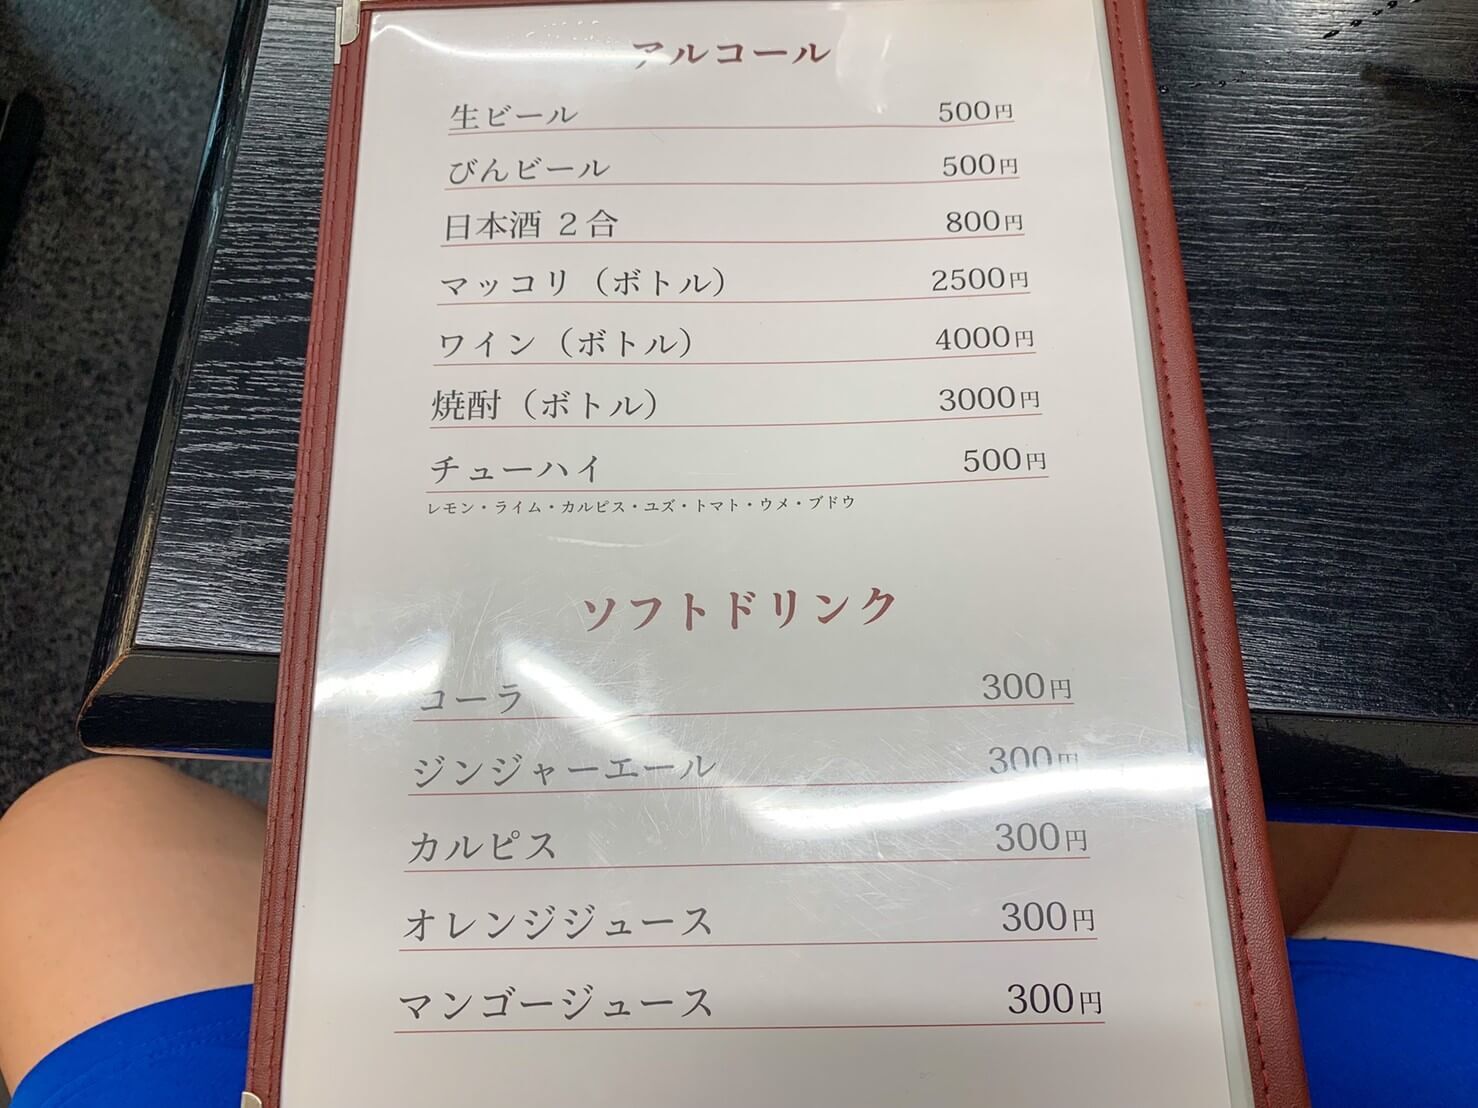 アルコール
生ビール 500円
びんビール 500円
日本酒 2合 800円
マッコリ（ボトル） 2500円
ワイン（ボトル） 4000円
焼酎（ボトル） 3000円
チューハイ 500円
レモン・ライム・カルピス・ユズ・トマト・ウメ・ブドウ
ソフトドリンク
コーラ 300円
ジンジャーエール 300円
カルピス 300円
オレンジジュース 300円
マンゴージュース 300円